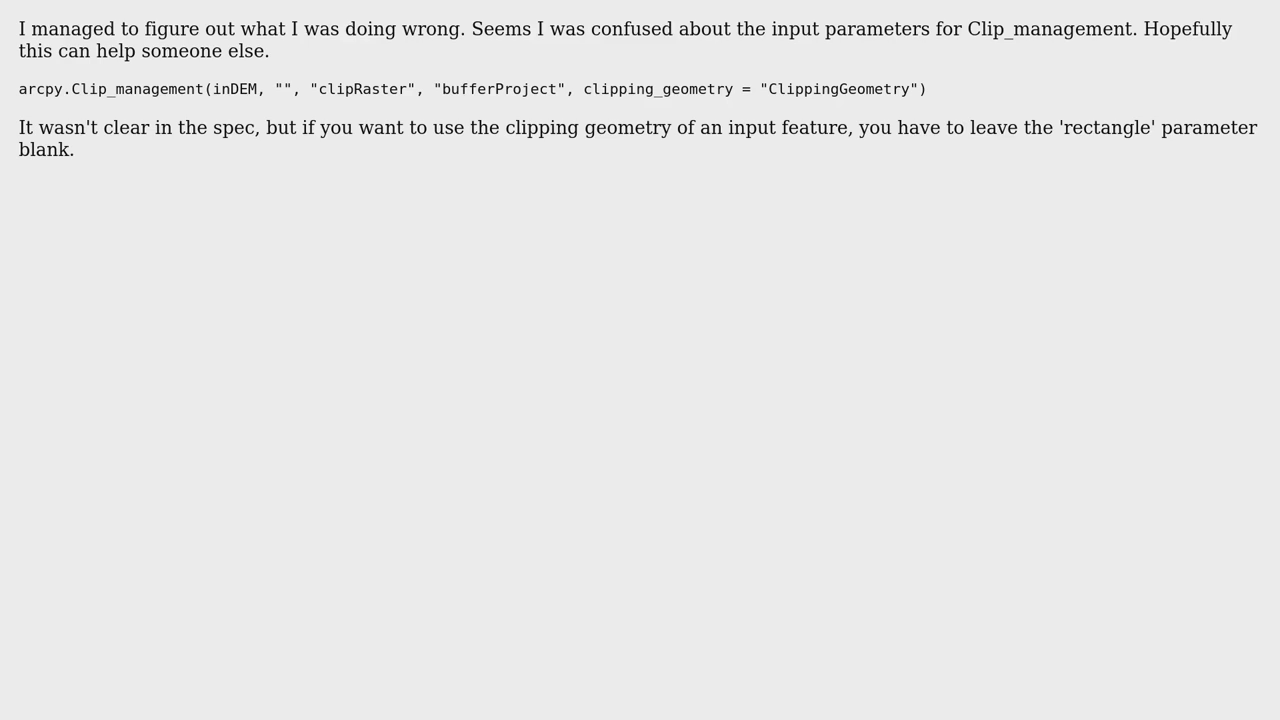 I managed to figure out what I was doing wrong. Seems I was confused about the input parameters for Clip_management. Hopefully
this can help someone else.
arcpy.Clip_management(inDEM, "", "clipRaster", "bufferProject", clipping_geometry = "ClippingGeometry")
It wasn't clear in the spec, but if you want to use the clipping geometry of an input feature, you have to leave the 'rectangle' parameter
blank.